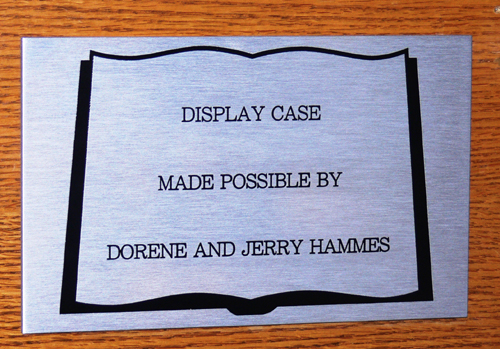 DISPLAY CASE
MADE POSSIBLE BY
DORENE AND JERRY HAMMES